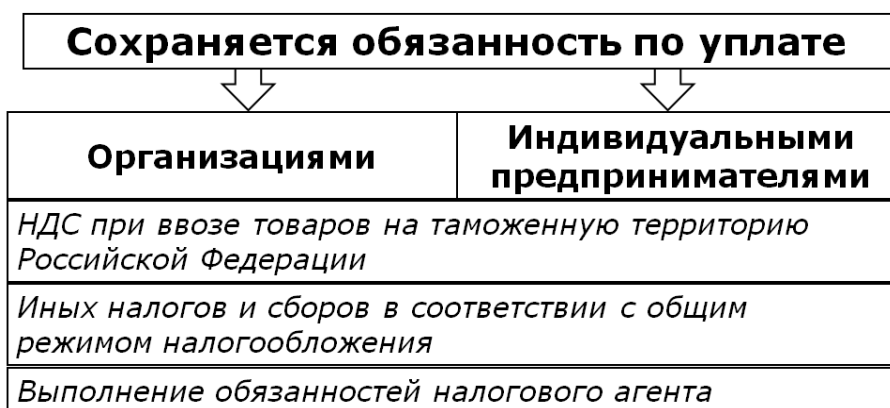 Сохраняется обязанность по уплате
Организациями
Индивидуальными
предпринимателями
НДС при ввозе товаров на таможенную территорию
Российской Федерации
Иных налогов и сборов в соответствии с общим
режимом налогообложения
Выполнение обязанностей налогового агента